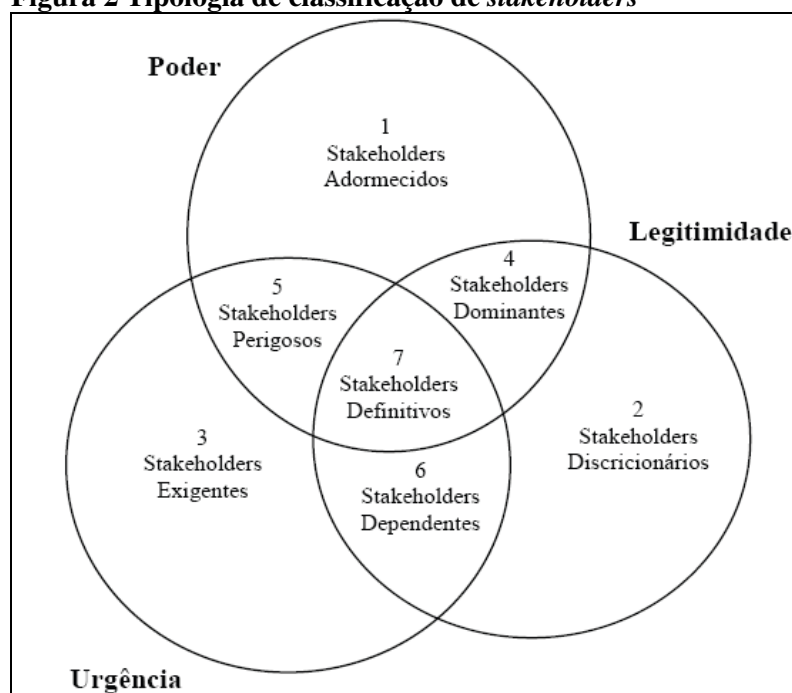 Figura 2 Tipologia de classificação de stakeholders
Poder
1
Stakeholders
Adormecidos
Legitimidade
4
Stakeholders
Dominantes
5
Stakeholders
Perigosos
7
Stakeholders
Definitivos
2
Stakeholders
Discricionários
3
Stakeholders
Exigentes
6
Stakeholders
Dependentes
Urgência